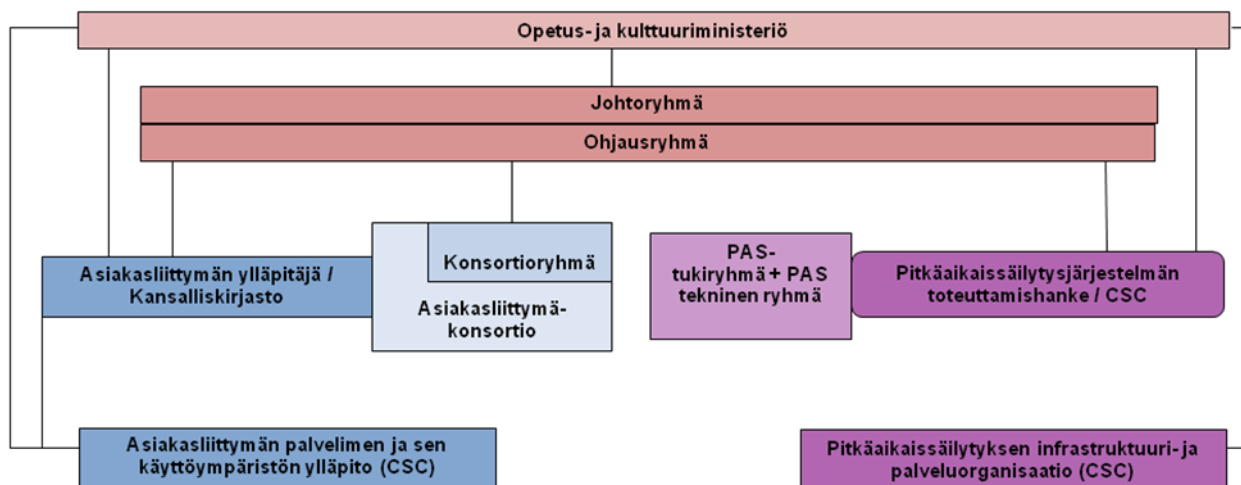 Opetus- ja kulttuuriministeriö
Johtoryhmä
Ohjausryhmä
Asiakasliittymän ylläpitäjä /
Kansalliskirjasto
Konsortioryhmä
Asiakasliittymä-
konsortio
PAS-
tukiryhmä + PAS
tekninen ryhmä
Pitkäaikaissäilytysjärjestelmän
toteuttamishanke / CSC
Asiakasliittymän palvelimen ja sen
käyttöympäristön ylläpito (CSC)
Pitkäaikaissäilytyksen infrastruktuuri- ja
palveluorganisaatio (CSC)